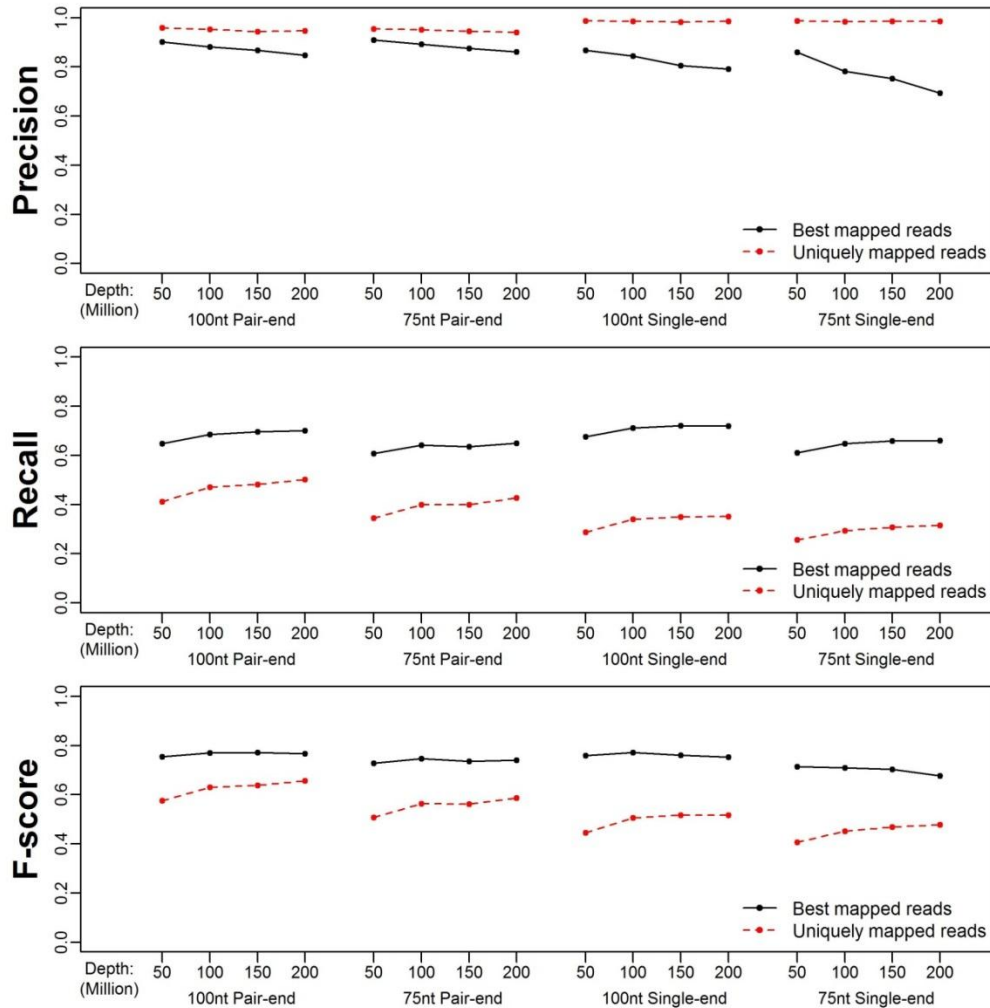 Precision
1.0
0.8
0.6
0.4
0.2
0.0
Best mapped reads
Uniquely mapped reads
Depth: 50 100 150 200 50 100 150 200 50 100 150 200 50 100 150 200
(Million) 100nt Pair-end 75nt Pair-end 100nt Single-end 75nt Single-end
Recall
1.0
0.8
0.6
0.4
0.2
0.0
Best mapped reads
Uniquely mapped reads
Depth: 50 100 150 200 50 100 150 200 50 100 150 200 50 100 150 200
(Million) 100nt Pair-end 75nt Pair-end 100nt Single-end 75nt Single-end
F-score
1.0
0.8
0.6
0.4
0.2
0.0
Best mapped reads
Uniquely mapped reads
Depth: 50 100 150 200 50 100 150 200 50 100 150 200 50 100 150 200
(Million) 100nt Pair-end 75nt Pair-end 100nt Single-end 75nt Single-end